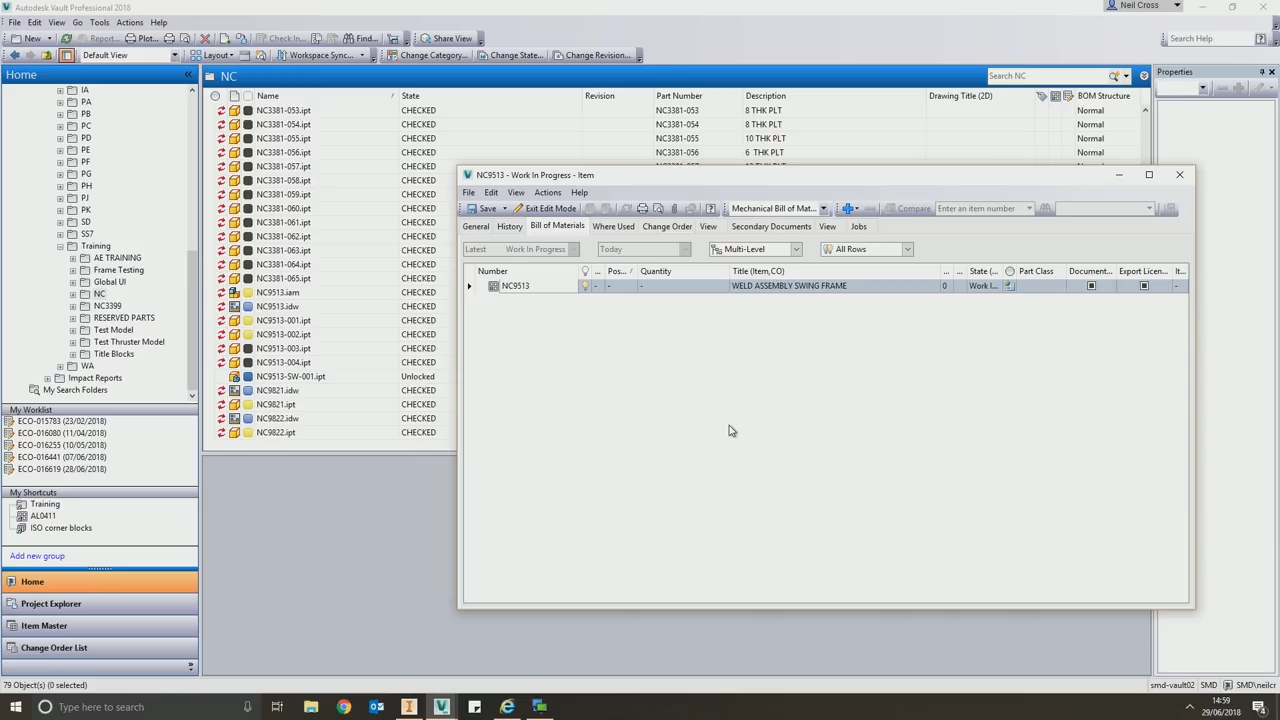 Autodesk Vault Professional 2018
Neil Cross
File Edit View Go Tools Actions Help
New Report... Plot... Check In... Find... Share View
Search Help
Default View Layout Workspace Sync... Change Category... Change State... Change Revision...
Home
NC
Search NC
Properties
Name State Revision Part Number Description Drawing Title (2D) BOM Structure
IA
PA
PB
PC
PD
PE
PF
PG
PH
PJ
PK
SD
SS7
Training
AE TRAINING
Frame Testing
Global UI
NC
NC3399
RESERVED PARTS
Test Model
Test Thruster Model
Title Blocks
WA
Impact Reports
My Search Folders
NC3381-053.ipt CHECKED NC3381-053 8 THK PLT Normal
NC3381-054.ipt CHECKED NC3381-054 8 THK PLT Normal
NC3381-055.ipt CHECKED NC3381-055 10 THK PLT Normal
NC3381-056.ipt CHECKED NC3381-056 6 THK PLT Normal
NC3381-057.ipt CHECKED
NC3381-058.ipt CHECKED
NC3381-059.ipt CHECKED
NC3381-060.ipt CHECKED
NC3381-061.ipt CHECKED
NC3381-062.ipt CHECKED
NC3381-063.ipt CHECKED
NC3381-064.ipt CHECKED
NC3381-065.ipt CHECKED
NC9513.iam CHECKED
NC9513.idw CHECKED
NC9513-001.ipt CHECKED
NC9513-002.ipt CHECKED
NC9513-003.ipt CHECKED
NC9513-004.ipt CHECKED
NC9513-SW-001.ipt Unlocked
NC9821.idw CHECKED
NC9821.ipt CHECKED
NC9822.idw CHECKED
NC9822.ipt CHECKED
NC9513 - Work In Progress - Item
File Edit View Actions Help
Save Exit Edit Mode Mechanical Bill of Mat... Compare Enter an item number
General History Bill of Materials Where Used Change Order View Secondary Documents View Jobs
Latest Work In Progress Today Multi-Level All Rows
Number ... Pos... Quantity Title (Item,CO) ... ... State (... Part Class Document... Export Licen... It...
NC9513 - - - WELD ASSEMBLY SWING FRAME 0 Work I... -
My Worklist
ECO-015783 (23/02/2018)
ECO-016080 (11/04/2018)
ECO-016255 (10/05/2018)
ECO-016441 (07/06/2018)
ECO-016619 (28/06/2018)
My Shortcuts
Training
AL0411
ISO corner blocks
Add new group
Home
Project Explorer
Item Master
Change Order List
79 Object(s) (0 selected)
smd-vault02 SMD SMD\neilcr
Type here to search
14:59
29/06/2018
4